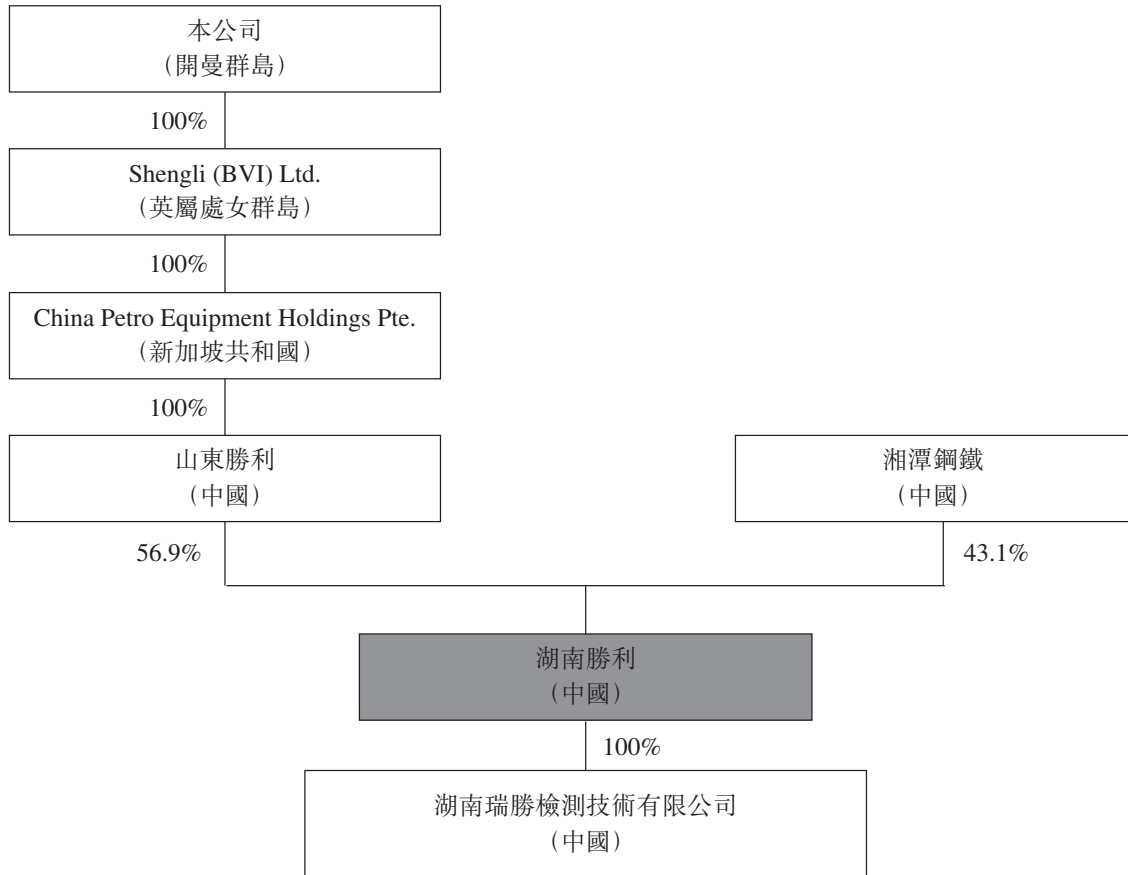 本公司
（開曼群島）
100%
Shengli (BVI) Ltd.
（英屬處女群島）
100%
China Petro Equipment Holdings Pte.
（新加坡共和國）
100%
山東勝利
（中國）
湘潭鋼鐵
（中國）
56.9%
43.1%
湖南勝利
（中國）
100%
湖南瑞勝檢測技術有限公司
（中國）